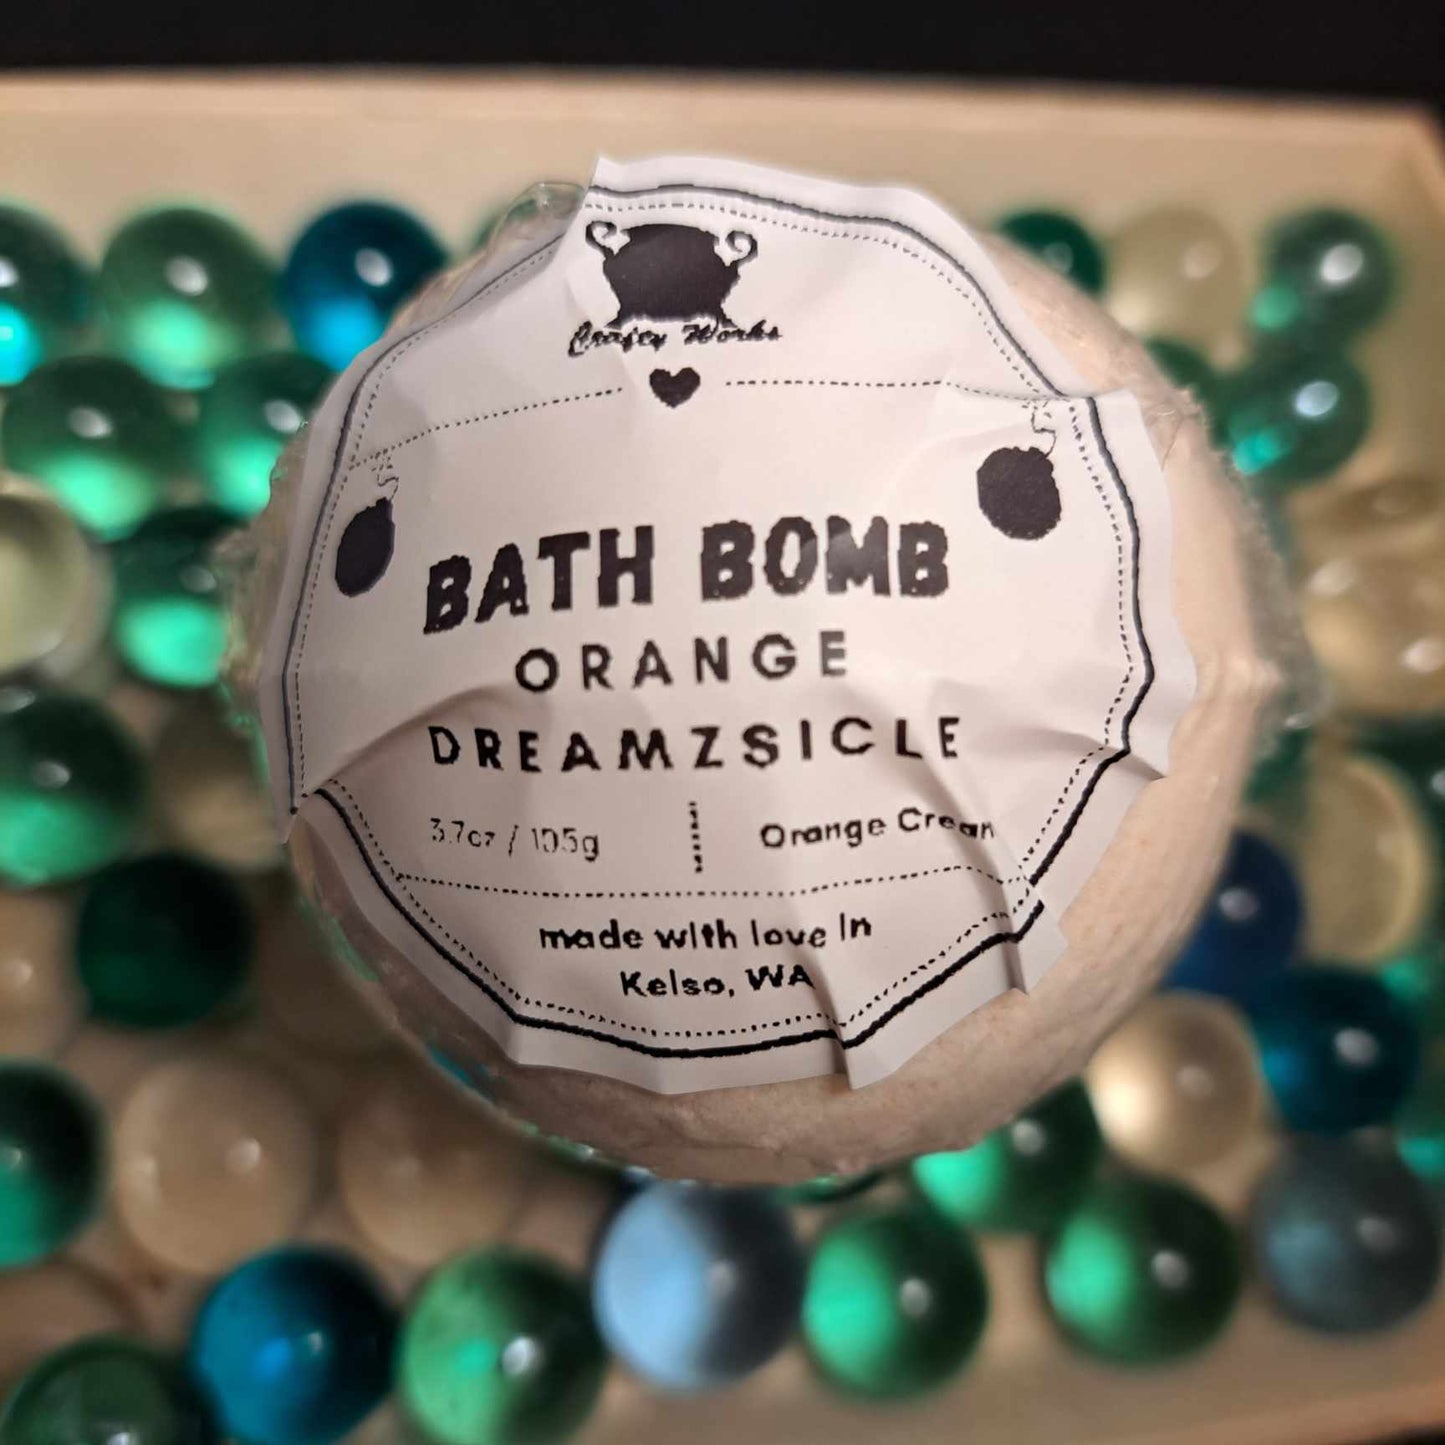 Crafty Works
BATH BOMB
ORANGE
DREAMZSICLE
3.7oz / 105g
Orange Cream
made with love in
Kelso, WA